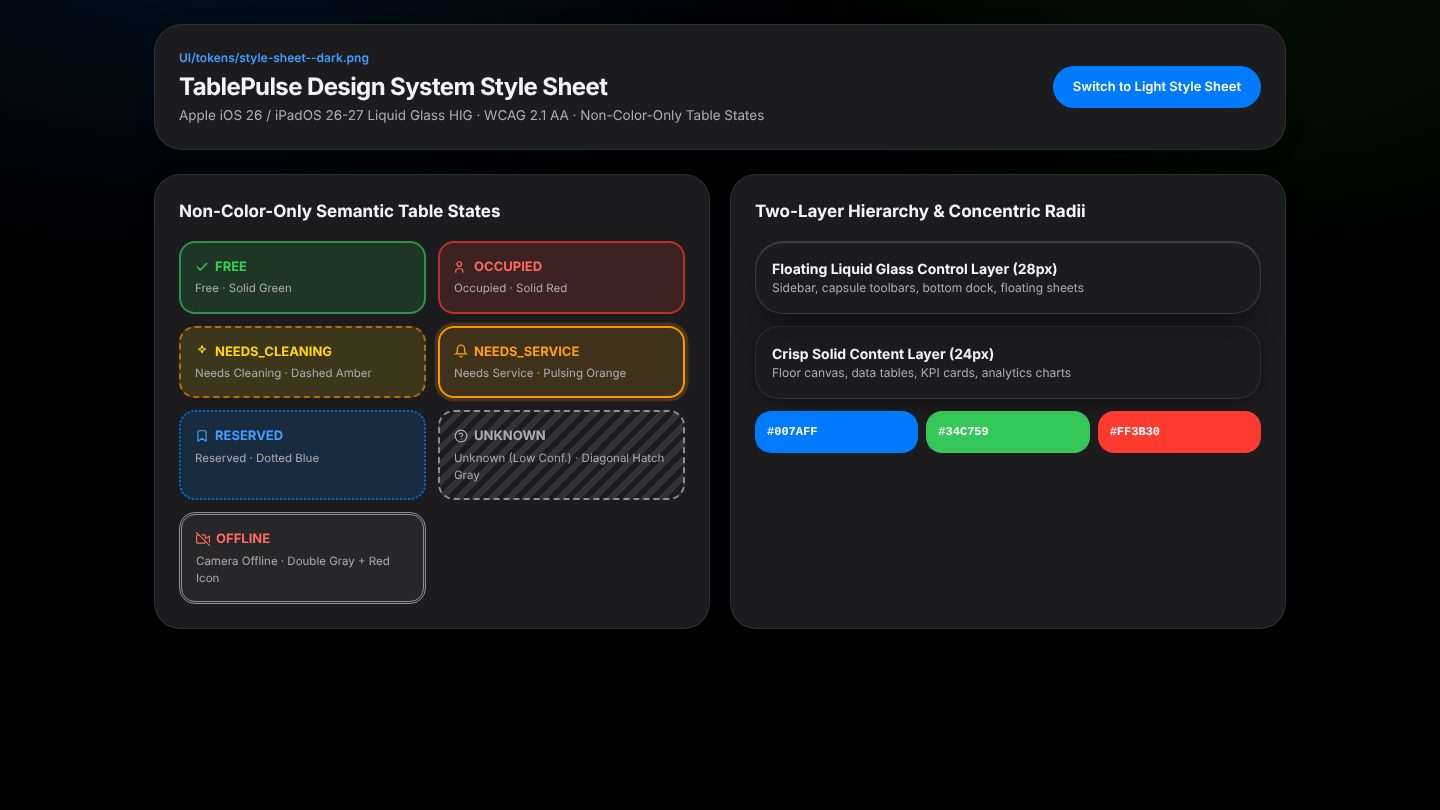 UI/tokens/style-sheet--dark.png
TablePulse Design System Style Sheet
Apple iOS 26 / iPadOS 26-27 Liquid Glass HIG · WCAG 2.1 AA · Non-Color-Only Table States
Switch to Light Style Sheet
Non-Color-Only Semantic Table States
FREE
Free · Solid Green
OCCUPIED
Occupied · Solid Red
NEEDS_CLEANING
Needs Cleaning · Dashed Amber
NEEDS_SERVICE
Needs Service · Pulsing Orange
RESERVED
Reserved · Dotted Blue
UNKNOWN
Unknown (Low Conf.) · Diagonal Hatch
Gray
OFFLINE
Camera Offline · Double Gray + Red
Icon
Two-Layer Hierarchy & Concentric Radii
Floating Liquid Glass Control Layer (28px)
Sidebar, capsule toolbars, bottom dock, floating sheets
Crisp Solid Content Layer (24px)
Floor canvas, data tables, KPI cards, analytics charts
#007AFF
#34C759
#FF3B30